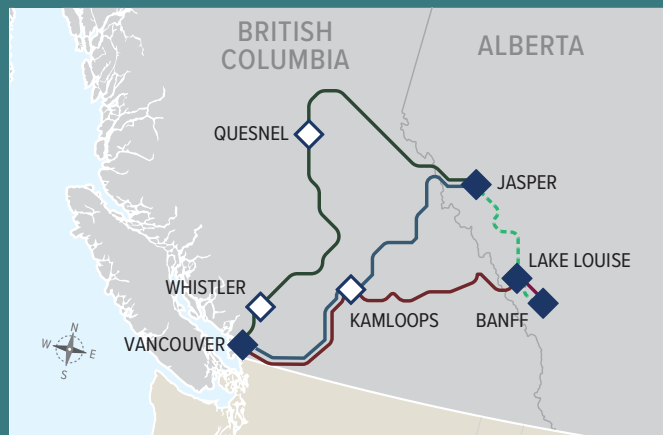 BRITISH
COLUMBIA
ALBERTA
QUESNEL
JASPER
LAKE LOUISE
WHISTLER
KAMLOOPS
BANFF
VANCOUVER
N
W
E
S